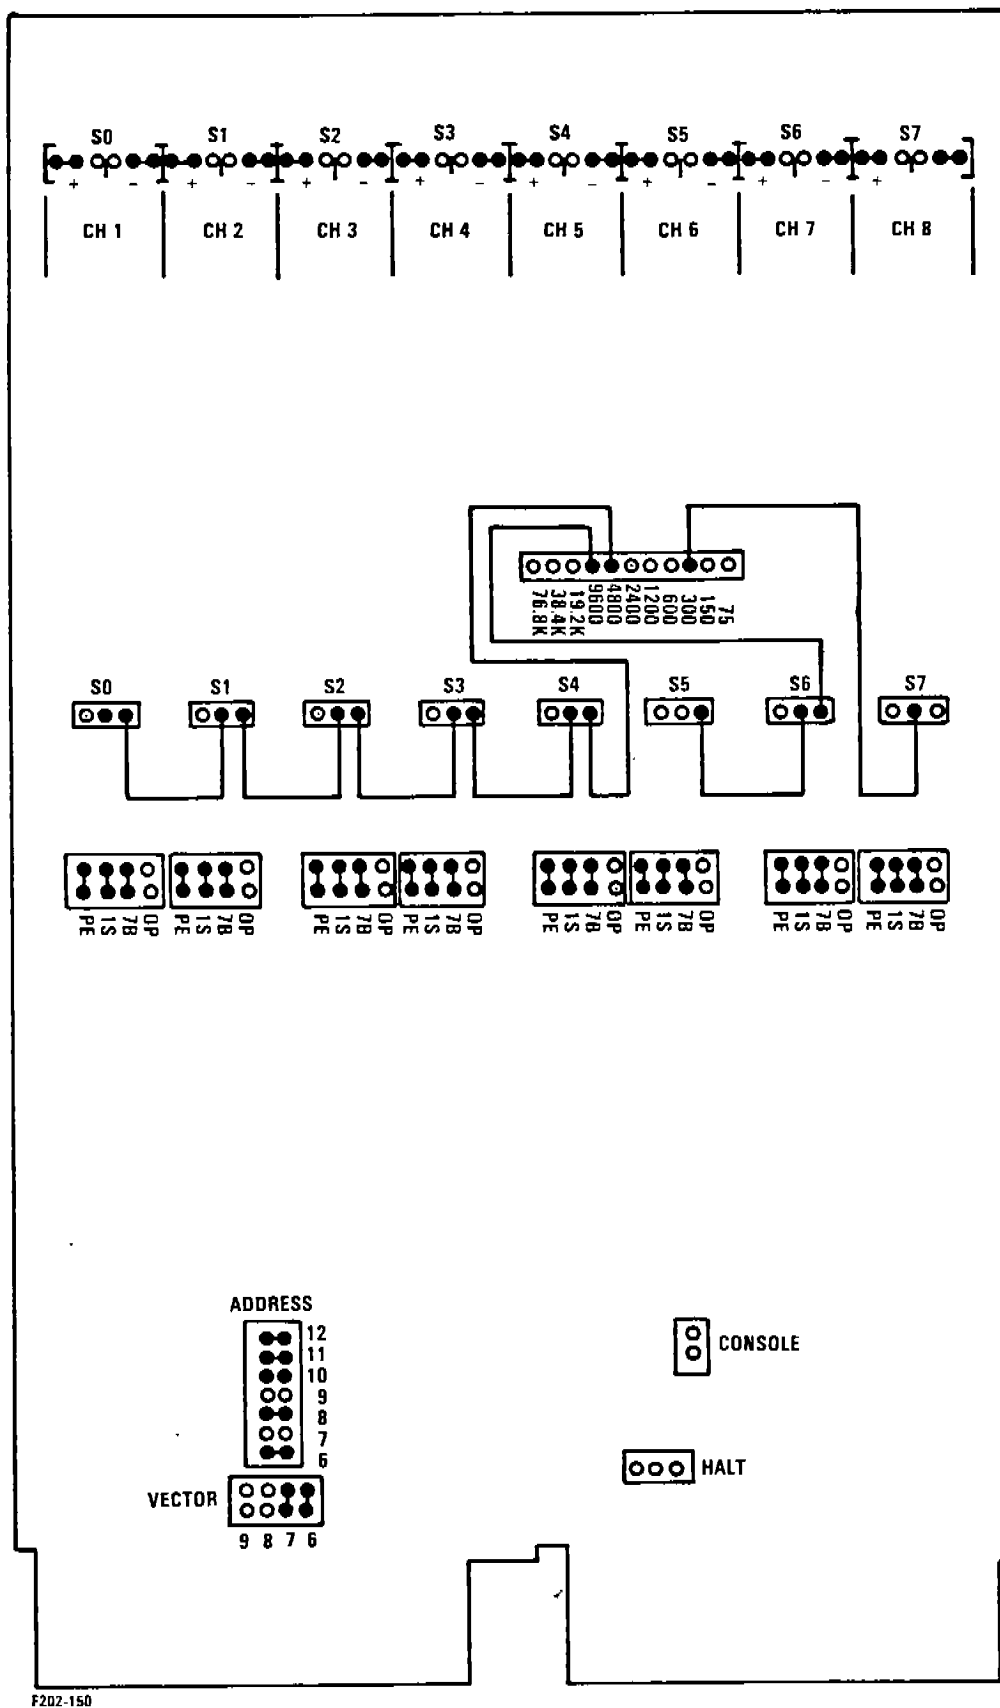 S0 S1 S2 S3 S4 S5 S6 S7
+ - + - + - + - + - + - + - +
CH 1 CH 2 CH 3 CH 4 CH 5 CH 6 CH 7 CH 8
76.8K
38.4K
19.2K
9600
4800
2400
1200
600
300
150
75
S0 S1 S2 S3 S4 S5 S6 S7
PE 1S 7B OP PE 1S 7B OP PE 1S 7B OP PE 1S 7B OP PE 1S 7B OP PE 1S 7B OP PE 1S 7B OP PE 1S 7B OP
ADDRESS
12
11
10
9
8
7
6
CONSOLE
HALT
VECTOR
9 8 7 6
F202-150